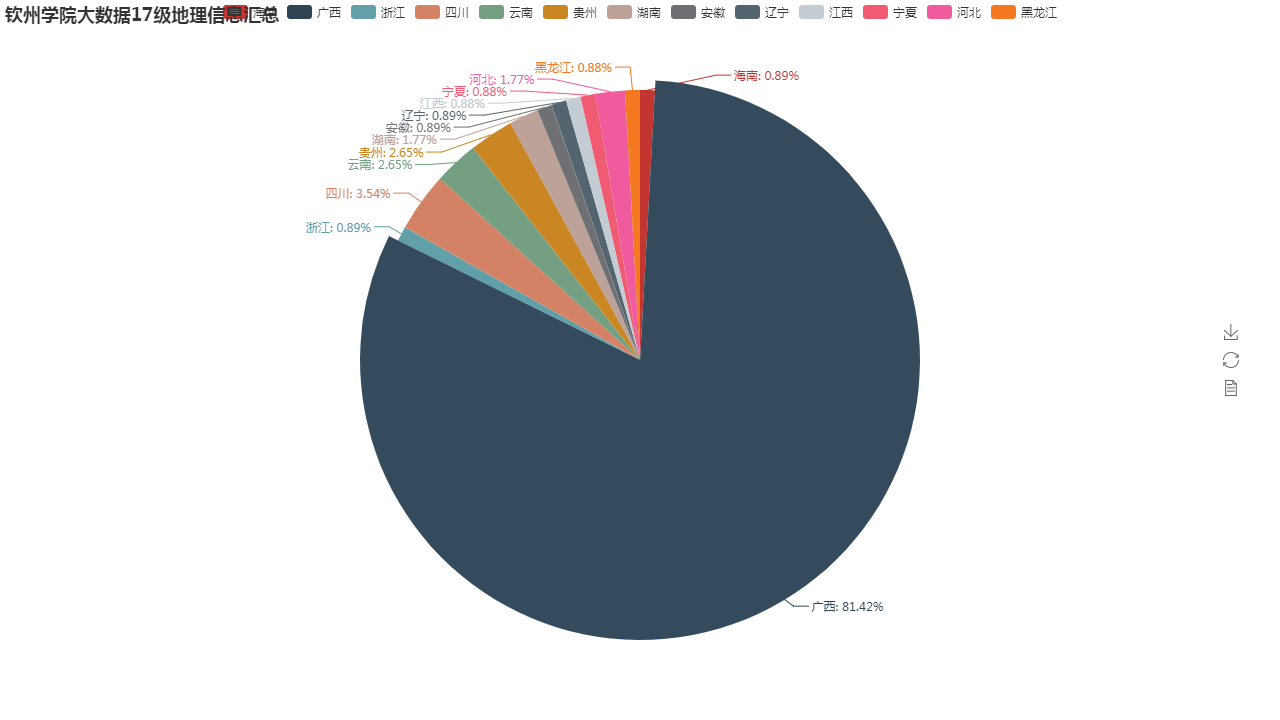 钦州学院大数据17级地理信息汇总
海南
广西
浙江
四川
云南
贵州
湖南
安徽
辽宁
江西
宁夏
河北
黑龙江
黑龙江: 0.88%
海南: 0.89%
河北: 1.77%
宁夏: 0.88%
江西: 0.88%
辽宁: 0.89%
安徽: 0.89%
湖南: 1.77%
贵州: 2.65%
云南: 2.65%
四川: 3.54%
浙江: 0.89%
广西: 81.42%